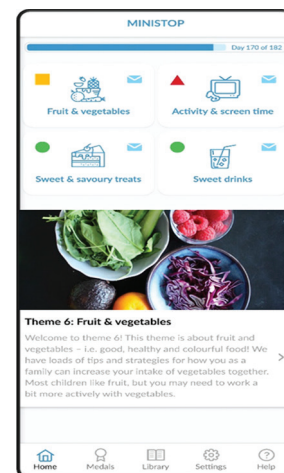 MINISTOP
Day 170 of 182
Fruit & vegetables
Activity & screen time
Sweet & savoury treats
Sweet drinks
Theme 6: Fruit & vegetables
Welcome to theme 6! This theme is about fruit and
vegetables – i.e. good, healthy and colourful food! We
have loads of tips and strategies for how you as a
family can increase your intake of vegetables together.
Most children like fruit, but you may need to work a
bit more actively with vegetables.
Home
Medals
Library
Settings
Help